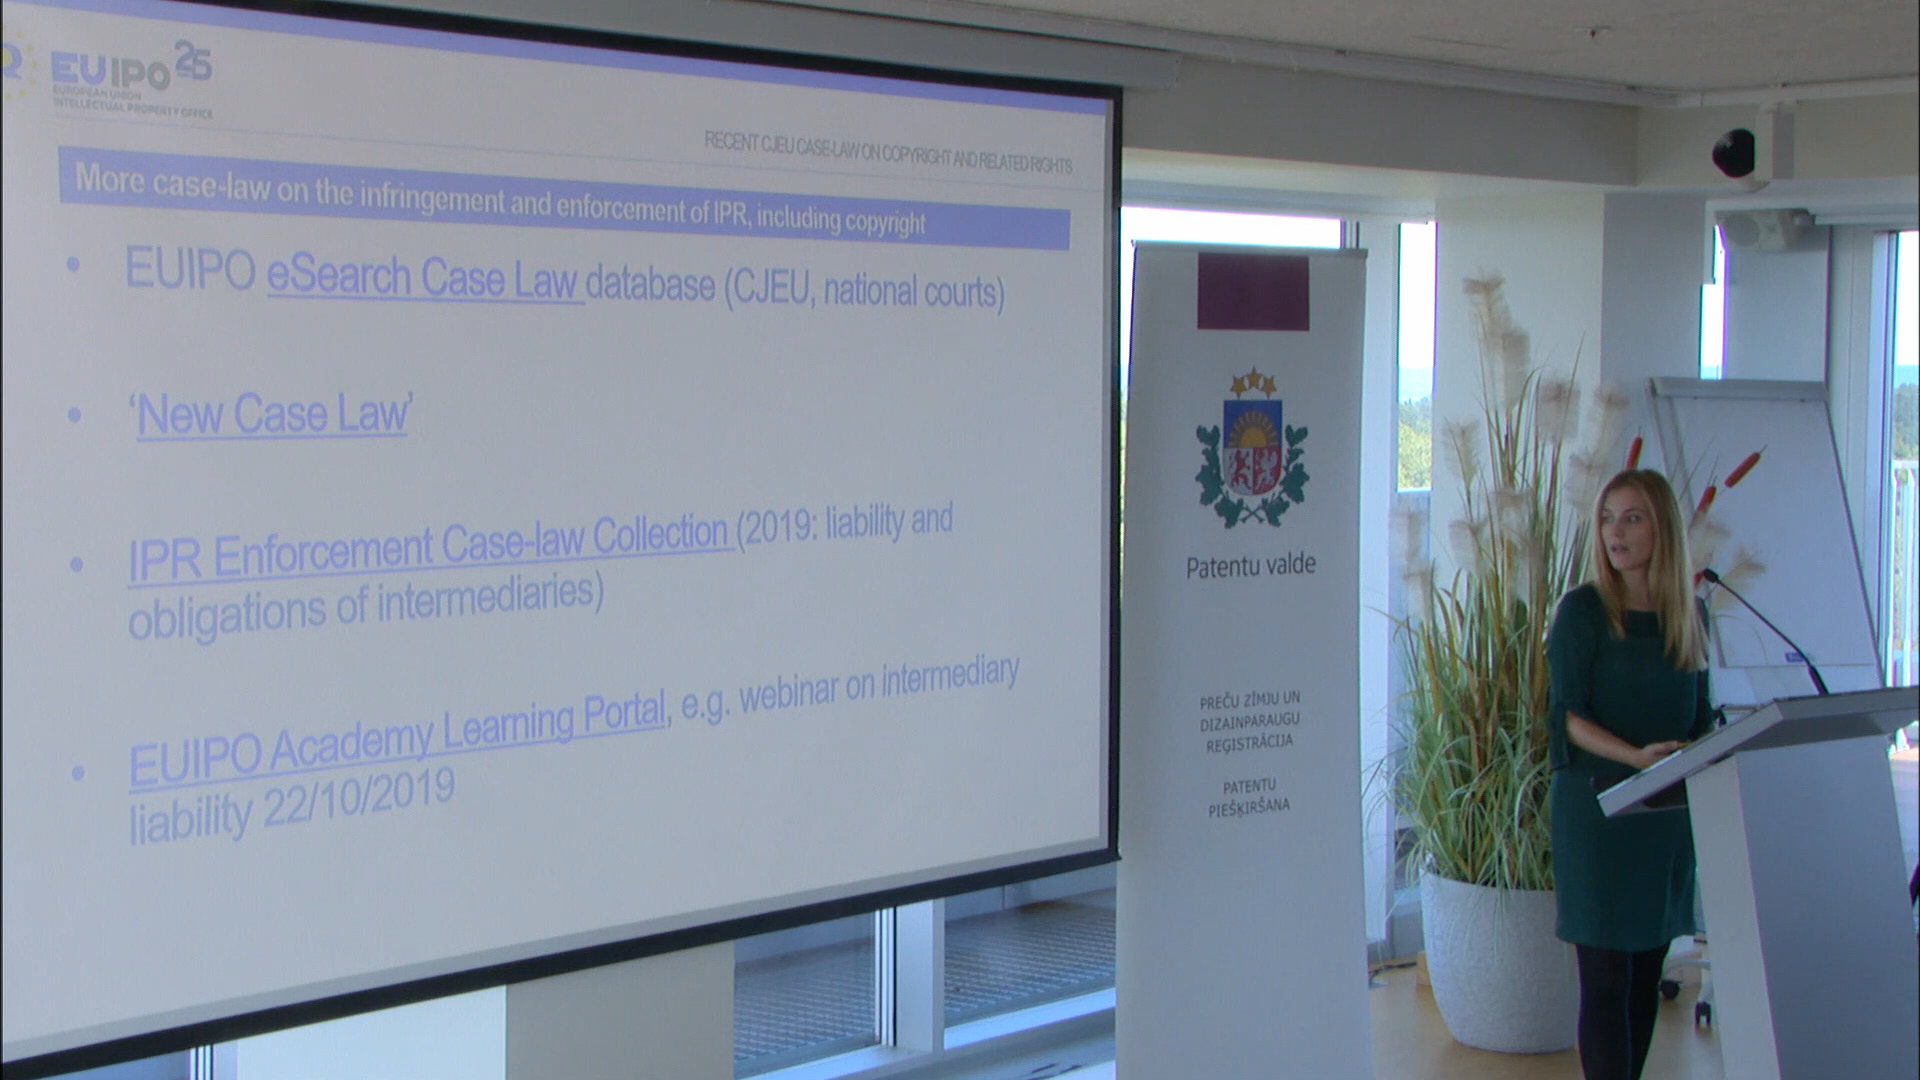 EUIPO 25
EUROPEAN UNION
INTELLECTUAL PROPERTY OFFICE
RECENT CJEU CASE-LAW ON COPYRIGHT AND RELATED RIGHTS
More case-law on the infringement and enforcement of IPR, including copyright
• EUIPO eSearch Case Law database (CJEU, national courts)
• ‘New Case Law’
• IPR Enforcement Case-law Collection (2019: liability and
obligations of intermediaries)
• EUIPO Academy Learning Portal, e.g. webinar on intermediary
liability 22/10/2019
Patentu valde
PREČU ZĪMJU UN
DIZAINPARAUGU
REĢISTRĀCIJA
PATENTU
PIEŠĶIRŠANA